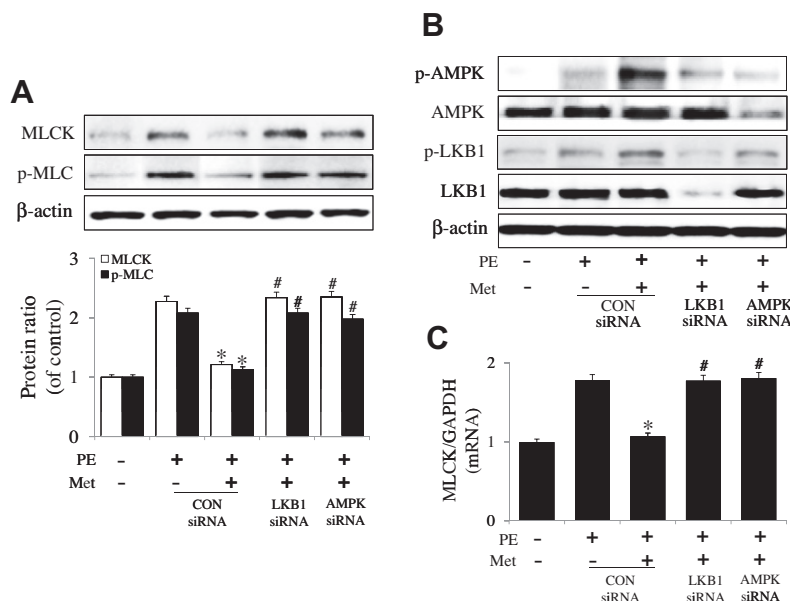 A
MLCK
p-MLC
β-actin
MLCK
p-MLC
Protein ratio
(of control)
3
2
1
0
* *
# #
# #
PE – + + + +
Met – – + + +
CON
siRNA
LKB1
siRNA
AMPK
siRNA
B
p-AMPK
AMPK
p-LKB1
LKB1
β-actin
PE – + + + +
Met – – + + +
CON
siRNA
LKB1
siRNA
AMPK
siRNA
C
MLCK/GAPDH
(mRNA)
2
1
0
*
#
#
PE – + + + +
Met – – + + +
CON
siRNA
LKB1
siRNA
AMPK
siRNA